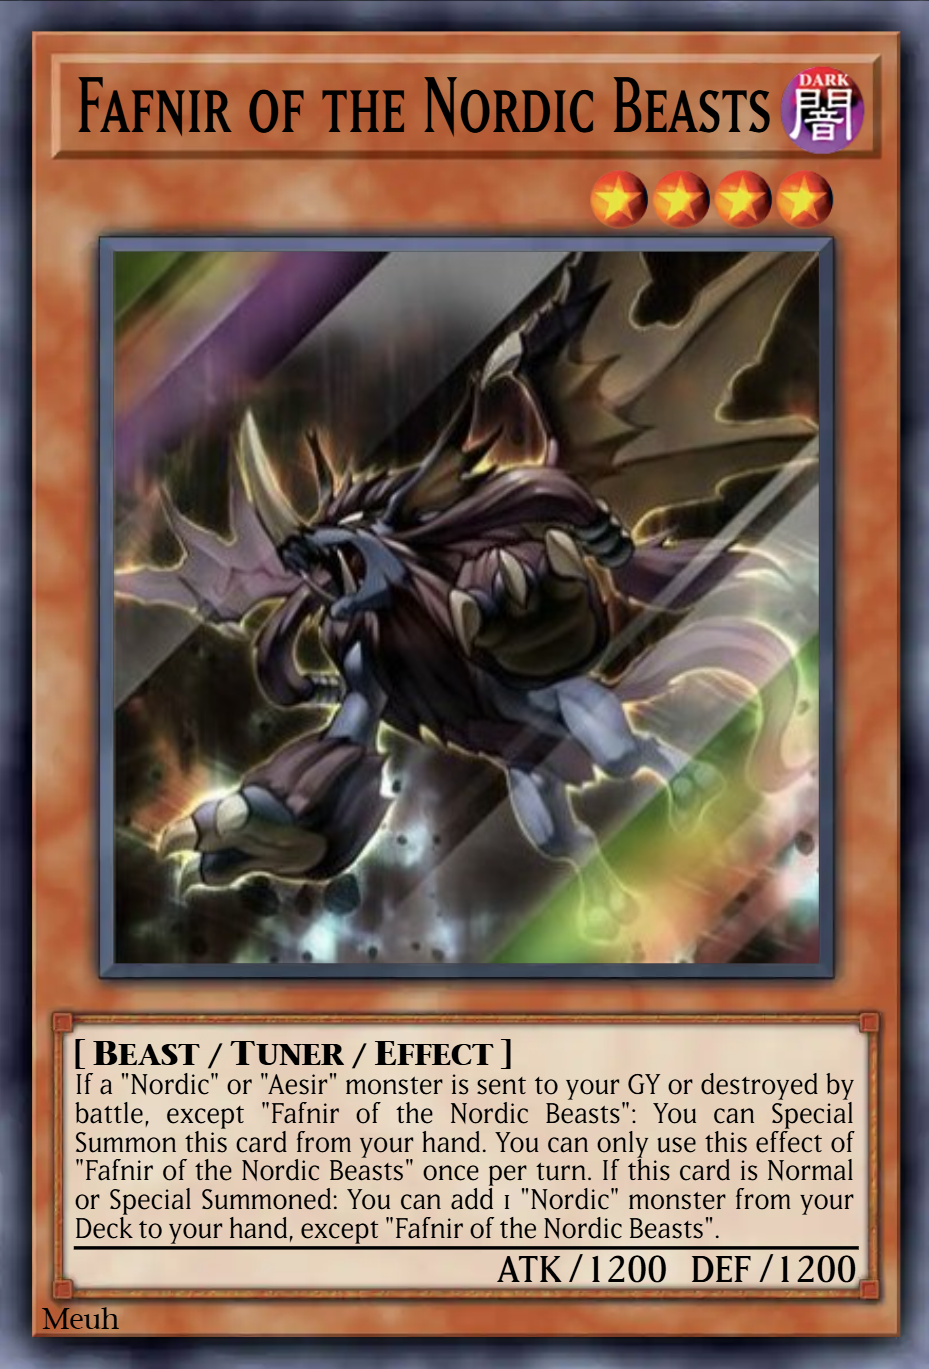 Fafnir of the Nordic Beasts
DARK
闇
[ Beast / Tuner / Effect ]
If a "Nordic" or "Aesir" monster is sent to your GY or destroyed by
battle, except "Fafnir of the Nordic Beasts": You can Special
Summon this card from your hand. You can only use this effect of
"Fafnir of the Nordic Beasts" once per turn. If this card is Normal
or Special Summoned: You can add 1 "Nordic" monster from your
Deck to your hand, except "Fafnir of the Nordic Beasts".
ATK/1200 DEF/1200
Meuh